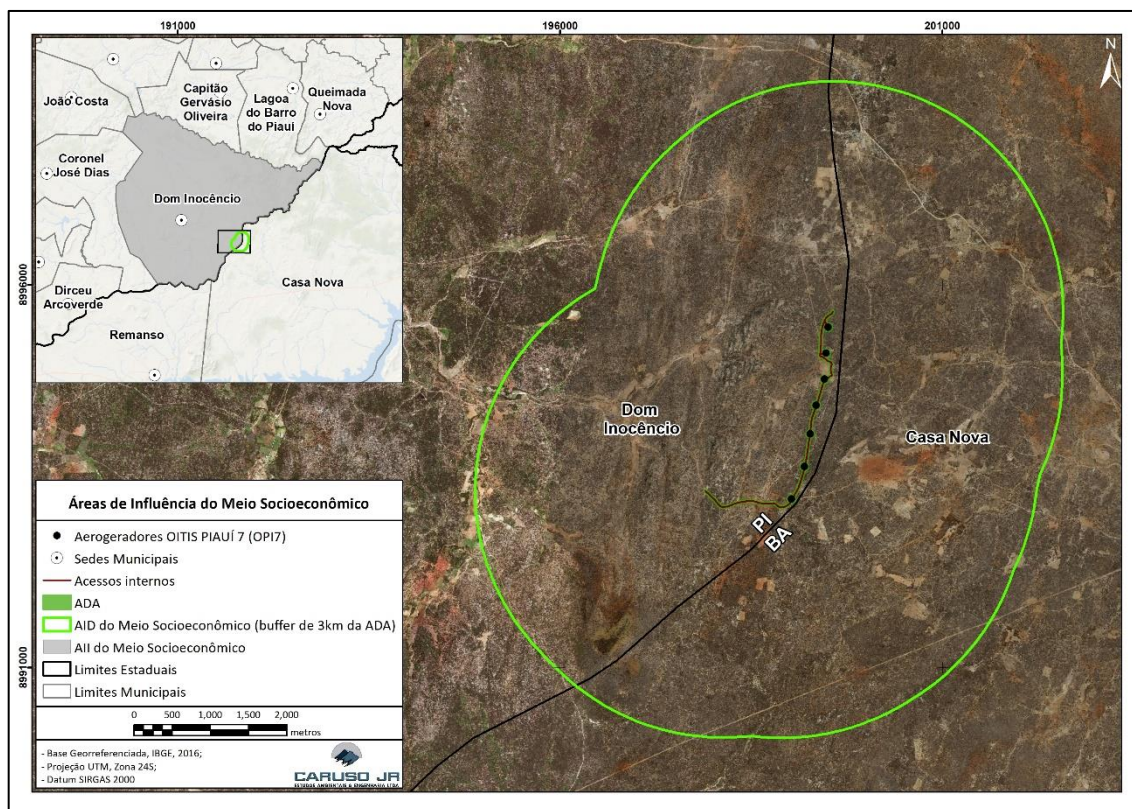 191000
196000
201000
N
8996000
8991000
João Costa
Capitão
Gervásio
Oliveira
Lagoa
do Barro
do Piauí
Queimada
Nova
Coronel
José Dias
Dom Inocêncio
Casa Nova
Dirceu
Arcoverde
Remanso
Dom
Inocêncio
Casa Nova
PI
BA
Áreas de Influência do Meio Socioeconômico
Aerogeradores OITIS PIAUÍ 7 (OPI7)
Sedes Municipais
Acessos internos
ADA
AID do Meio Socioeconômico (buffer de 3km da ADA)
AII do Meio Socioeconômico
Limites Estaduais
Limites Municipais
0 500 1,000 1,500 2,000
metros
- Base Georreferenciada, IBGE, 2016;
- Projeção UTM, Zona 24S;
- Datum SIRGAS 2000
CARUSO JR
ESTUDOS AMBIENTAIS & ENGENHARIA LTDA